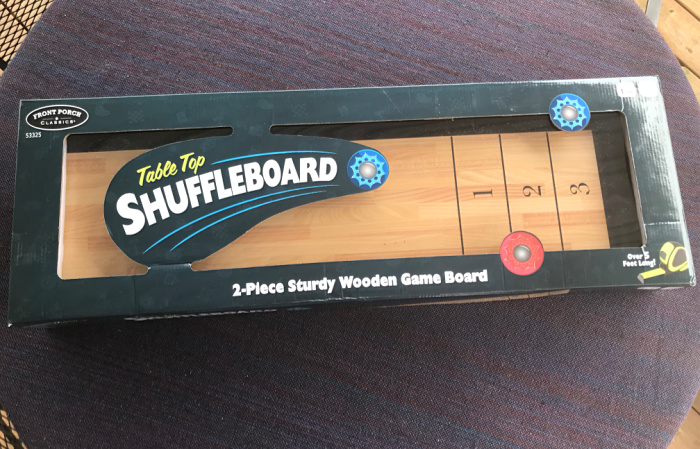 FRONT PORCH
CLASSICS
53325
Table Top
SHUFFLEBOARD
1
2
3
Over 5
Feet Long!
2-Piece Sturdy Wooden Game Board